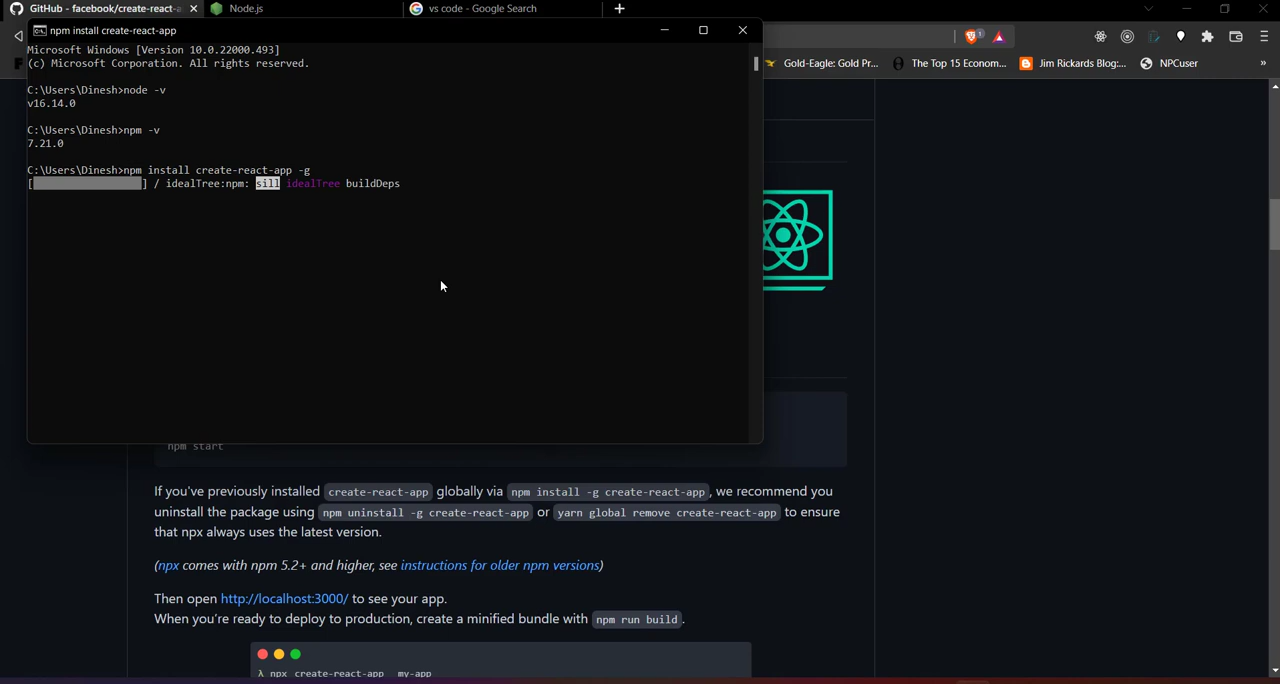 GitHub - facebook/create-react-a
Node.js
vs code - Google Search
npm install create-react-app
Microsoft Windows [Version 10.0.22000.493]
(c) Microsoft Corporation. All rights reserved.
C:\Users\Dinesh>node -v
v16.14.0
C:\Users\Dinesh>npm -v
7.21.0
C:\Users\Dinesh>npm install create-react-app -g
[ ] / idealTree:npm: sill idealTree buildDeps
1
Gold-Eagle: Gold Pr...
The Top 15 Econom...
Jim Rickards Blog:...
NPCuser
»
npm start
If you've previously installed create-react-app globally via npm install -g create-react-app, we recommend you
uninstall the package using npm uninstall -g create-react-app or yarn global remove create-react-app to ensure
that npx always uses the latest version.
(npx comes with npm 5.2+ and higher, see instructions for older npm versions)
Then open http://localhost:3000/ to see your app.
When you're ready to deploy to production, create a minified bundle with npm run build.
λ npx create-react-app my-app